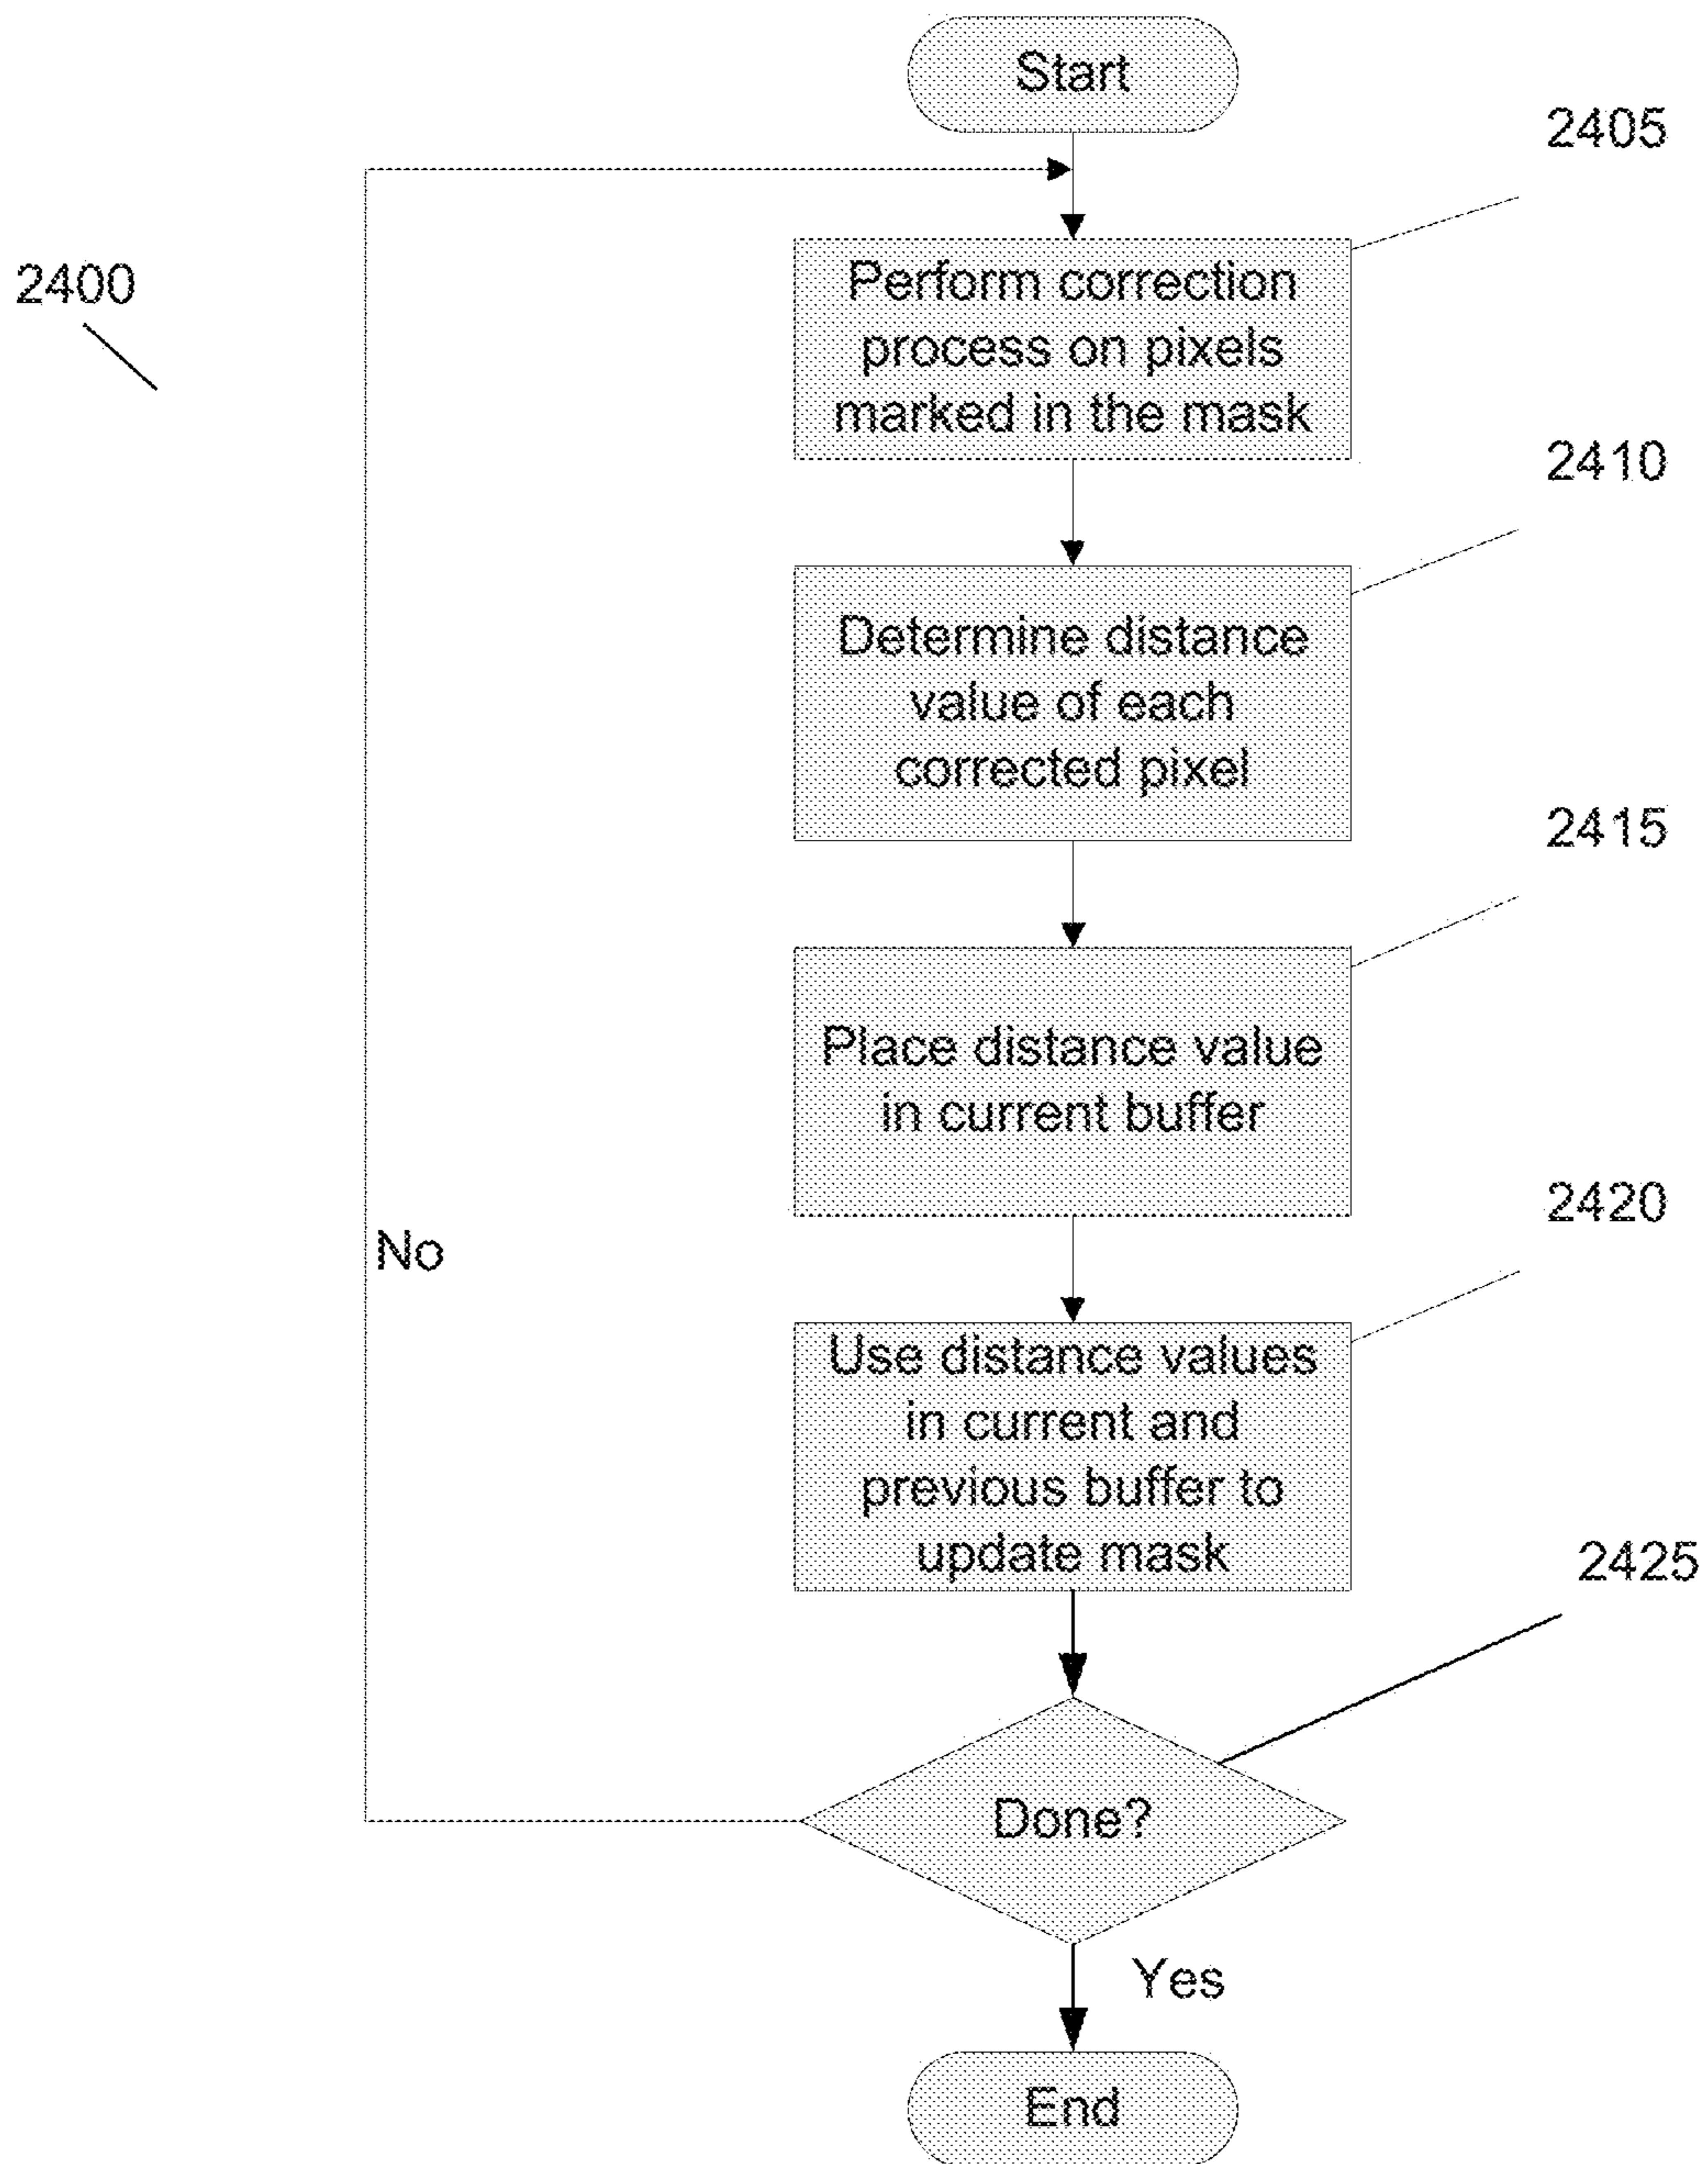 Start
2405
2400
Perform correction
process on pixels
marked in the mask
2410
Determine distance
value of each
corrected pixel
2415
Place distance value
in current buffer
2420
No
Use distance values
in current and
previous buffer to
update mask
2425
Done?
Yes
End